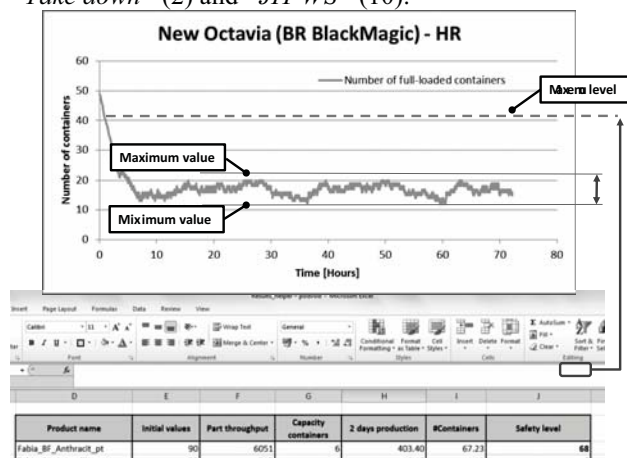 "Take down" (2) and "JIT WS" (10).
New Octavia (BR BlackMagic) - HR
60
50
40
30
20
10
0
Number of containers
Number of full-loaded containers
level
Maximum value
Miximum value
0 10 20 30 40 50 60 70 80
Time [Hours]
Insert Page Layout Formulas Data Review View
Calibri 11 A A Wrap Text General Conditional Format Cell Insert Delete Format Σ AutoSum
B I U A Merge & Center % Formatting as Table Styles Fill Sort &
Clear Filter
Font Alignment Number Styles Cells Editing
fx
D E F G H I J
Product name Initial values Part throughput Capacity containers 2 days production #Containers Safety level
Fabia_BF_Anthracit_pt 90 6051 6 403.40 67.23 68